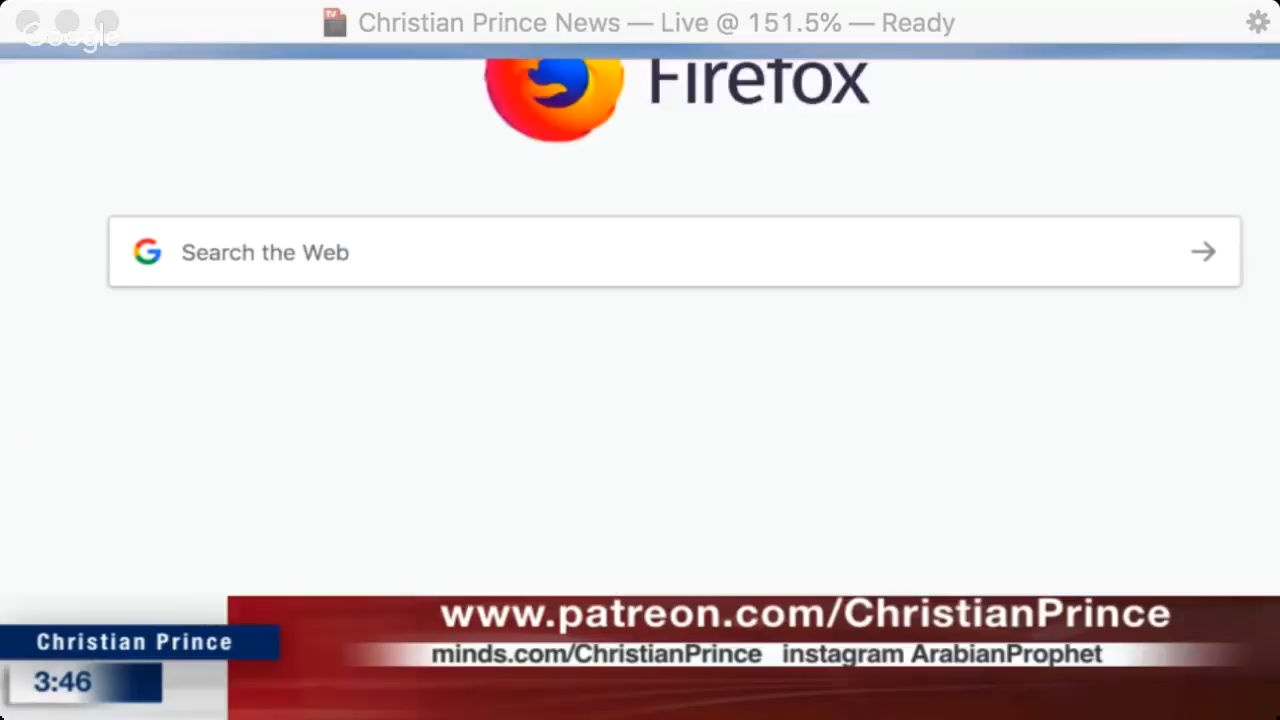 Christian Prince News — Live @ 151.5% — Ready
Google
Firefox
Search the Web
www.patreon.com/ChristianPrince
Christian Prince
minds.com/ChristianPrince instagram ArabianProphet
3:46